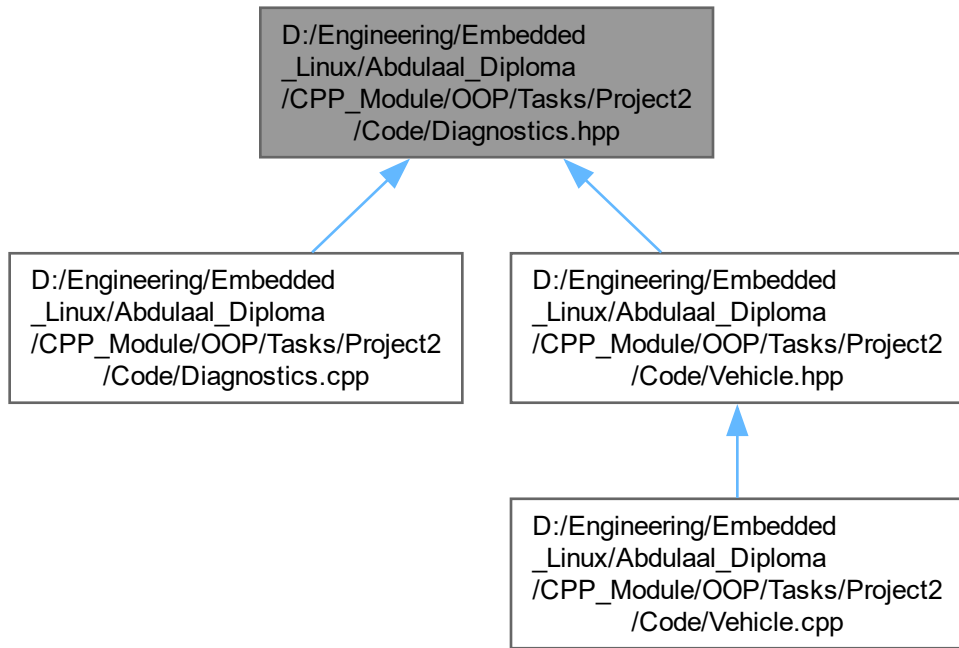 D:/Engineering/Embedded
_Linux/Abdulaal_Diploma
/CPP_Module/OOP/Tasks/Project2
/Code/Diagnostics.hpp
D:/Engineering/Embedded
_Linux/Abdulaal_Diploma
/CPP_Module/OOP/Tasks/Project2
/Code/Diagnostics.cpp
D:/Engineering/Embedded
_Linux/Abdulaal_Diploma
/CPP_Module/OOP/Tasks/Project2
/Code/Vehicle.hpp
D:/Engineering/Embedded
_Linux/Abdulaal_Diploma
/CPP_Module/OOP/Tasks/Project2
/Code/Vehicle.cpp